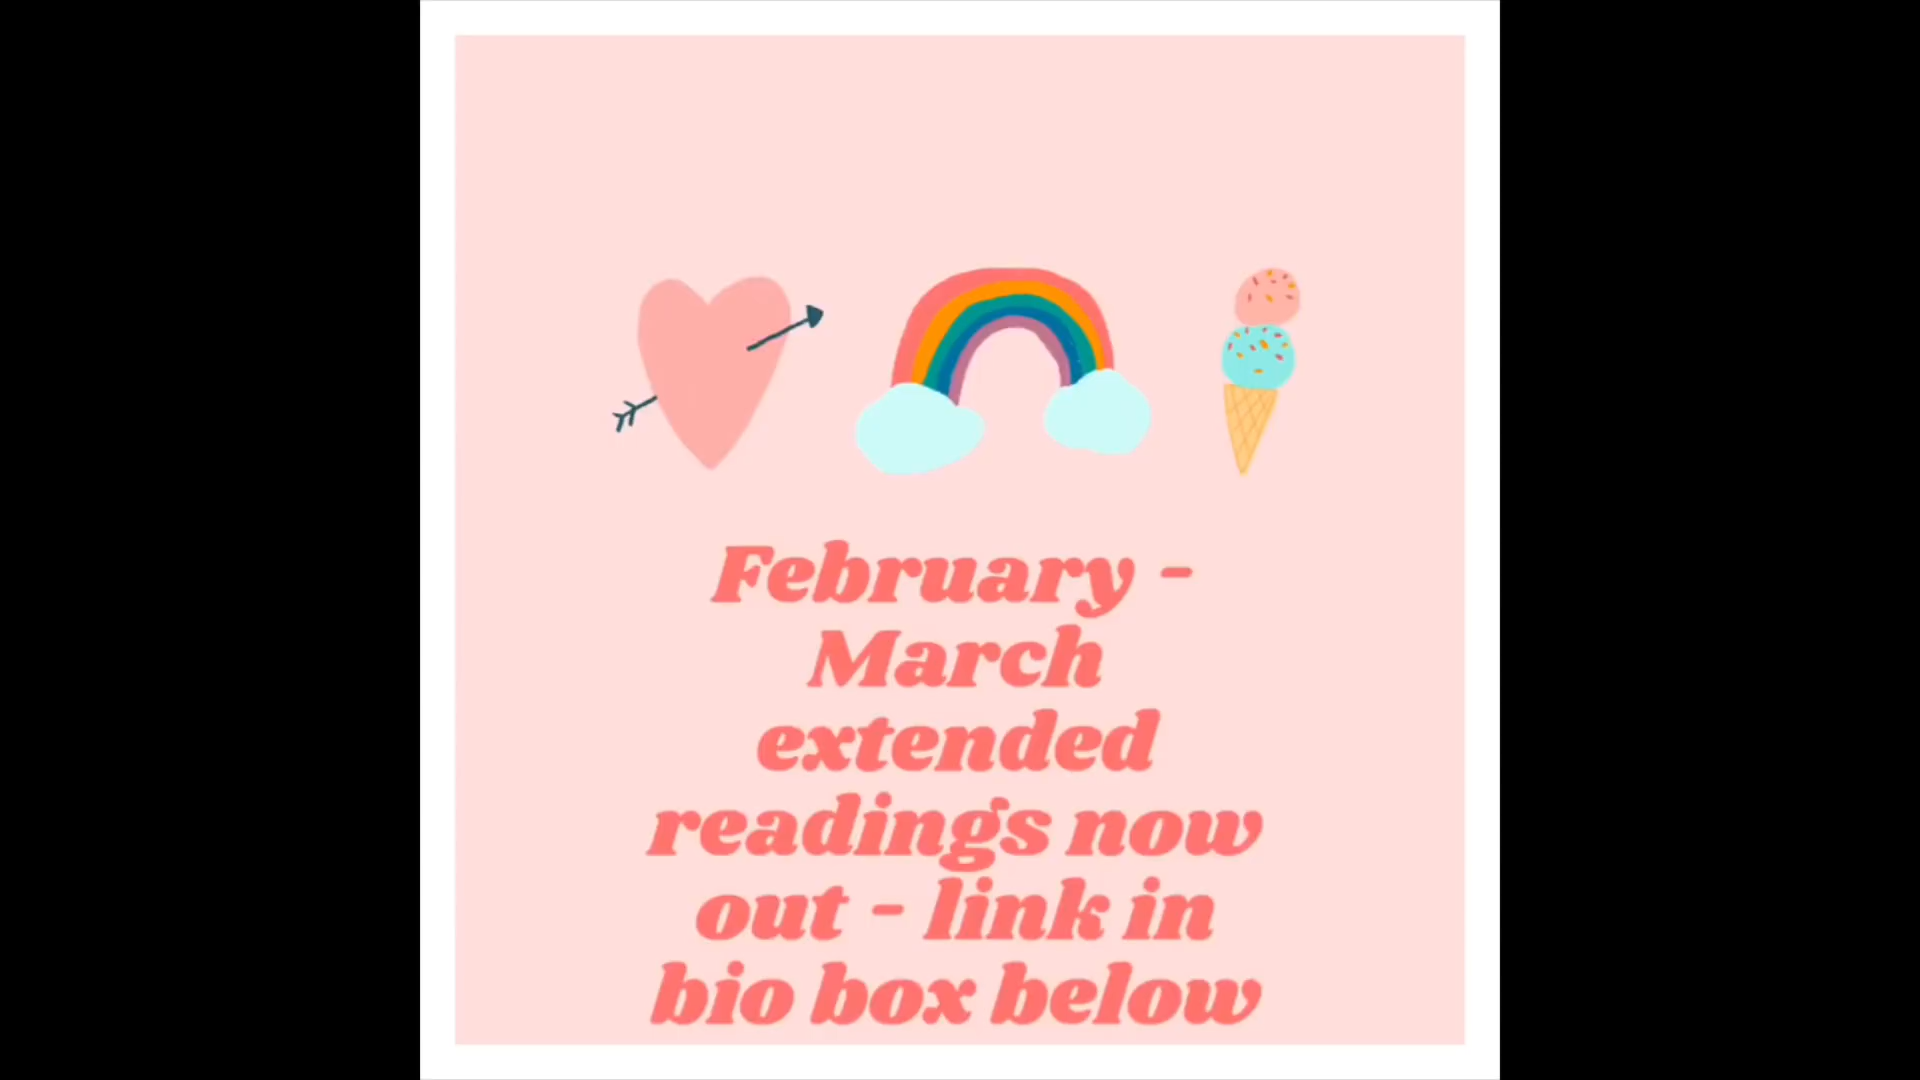 February -
March
extended
readings now
out - link in
bio box below